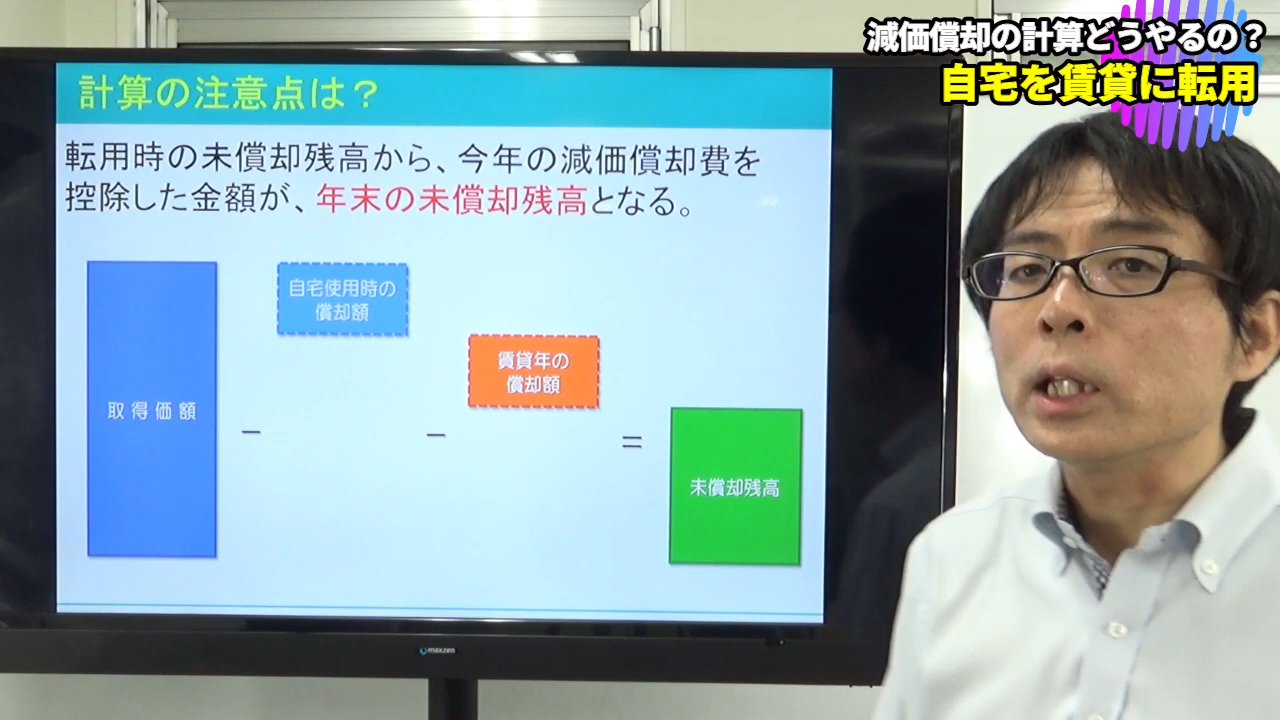 減価償却の計算どうやるの？
自宅を賃貸に転用
計算の注意点は？
転用時の未償却残高から、今年の減価償却費を
控除した金額が、年末の未償却残高となる。
取得価額
－
自宅使用時の
償却額
－
賃貸年の
償却額
＝
未償却残高
maxzen